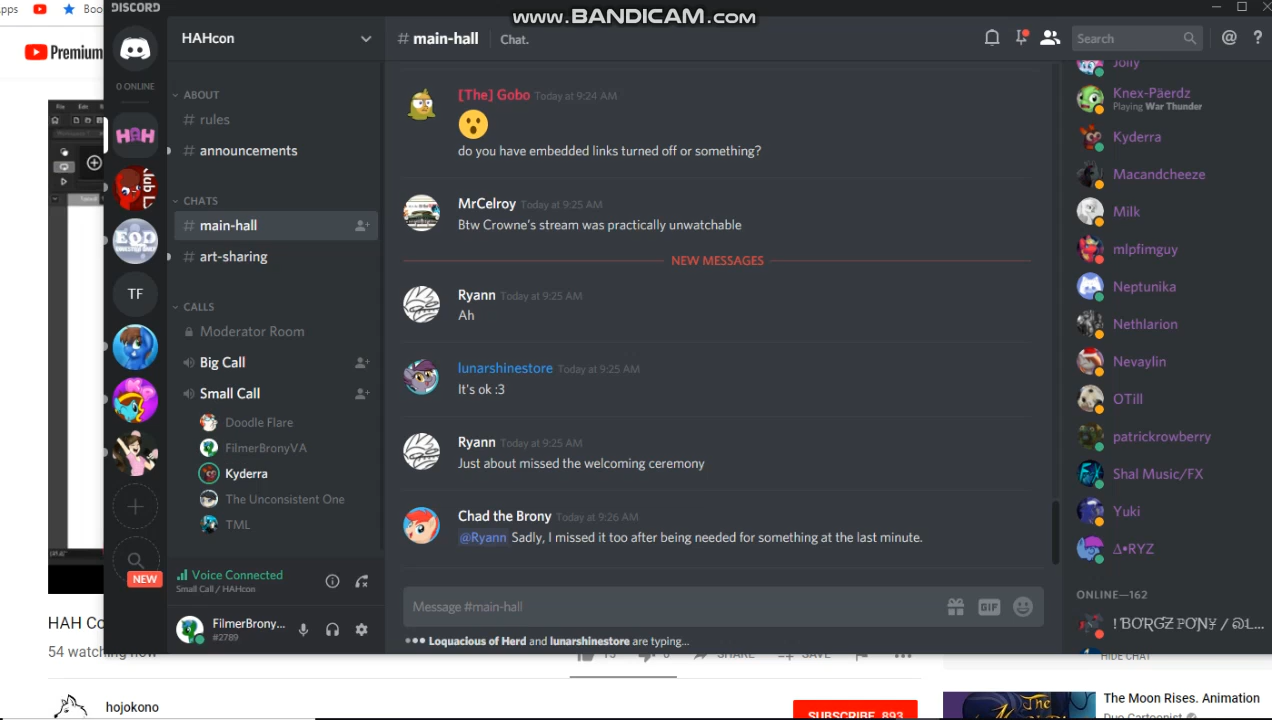 www.BANDICAM.com
DISCORD
Premium
HAHcon
# main-hall Chat.
Search
0 ONLINE
HAH
EQD
TF
NEW
ABOUT
# rules
# announcements
CHATS
# main-hall
# art-sharing
CALLS
Moderator Room
Big Call
Small Call
Doodle Flare
FilmerBronyVA
Kyderra
The Unconsistent One
TML
Voice Connected
Small Call / HAHcon
FilmerBrony...
#2789
[The] Gobo Today at 9:24 AM
do you have embedded links turned off or something?
MrCelroy Today at 9:25 AM
Btw Crowne's stream was practically unwatchable
NEW MESSAGES
Ryann Today at 9:25 AM
Ah
lunarshinestore Today at 9:25 AM
It's ok :3
Ryann Today at 9:25 AM
Just about missed the welcoming ceremony
Chad the Brony Today at 9:26 AM
@Ryann Sadly, I missed it too after being needed for something at the last minute.
Message #main-hall
GIF
Loquacious of Herd and lunarshinestore are typing...
Jolly
Knex-Päerdz
Playing War Thunder
Kyderra
Macandcheeze
Milk
mlpfimguy
Neptunika
Nethlarion
Nevaylin
OTill
patrickrowberry
Shal Music/FX
Yuki
Δ•RYZ
ONLINE—162
HAH Co
54 watching now
SHARE
SAVE
HIDE CHAT
hojokono
SUBSCRIBE 893
The Moon Rises. Animation
Duo Cartoonist